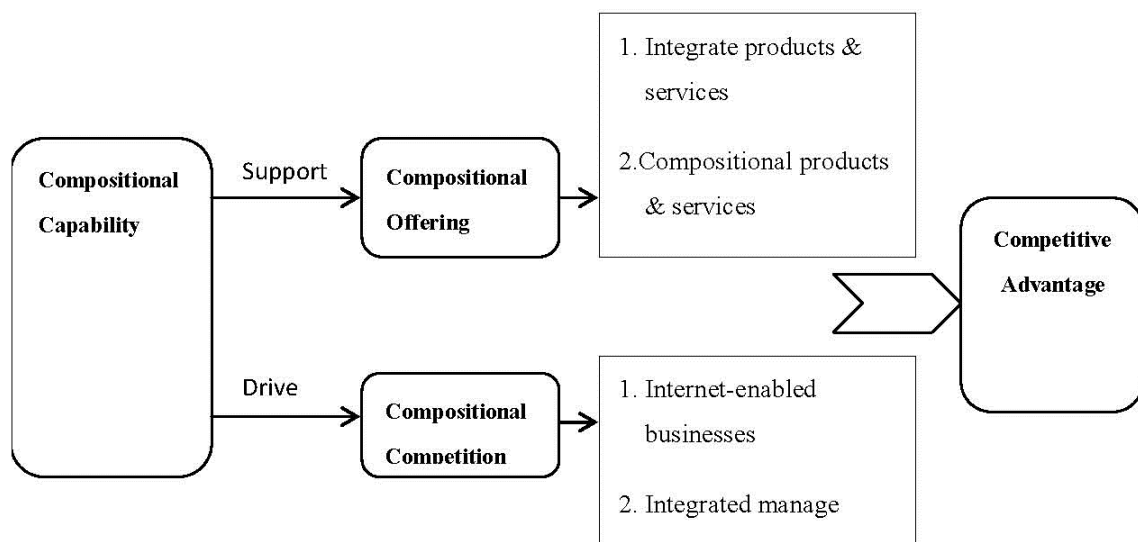 Compositional
Capability
Support
Compositional
Offering
1. Integrate products &
services
2.Compositional products
& services
Competitive
Advantage
Drive
Compositional
Competition
1. Internet-enabled
businesses
2. Integrated manage